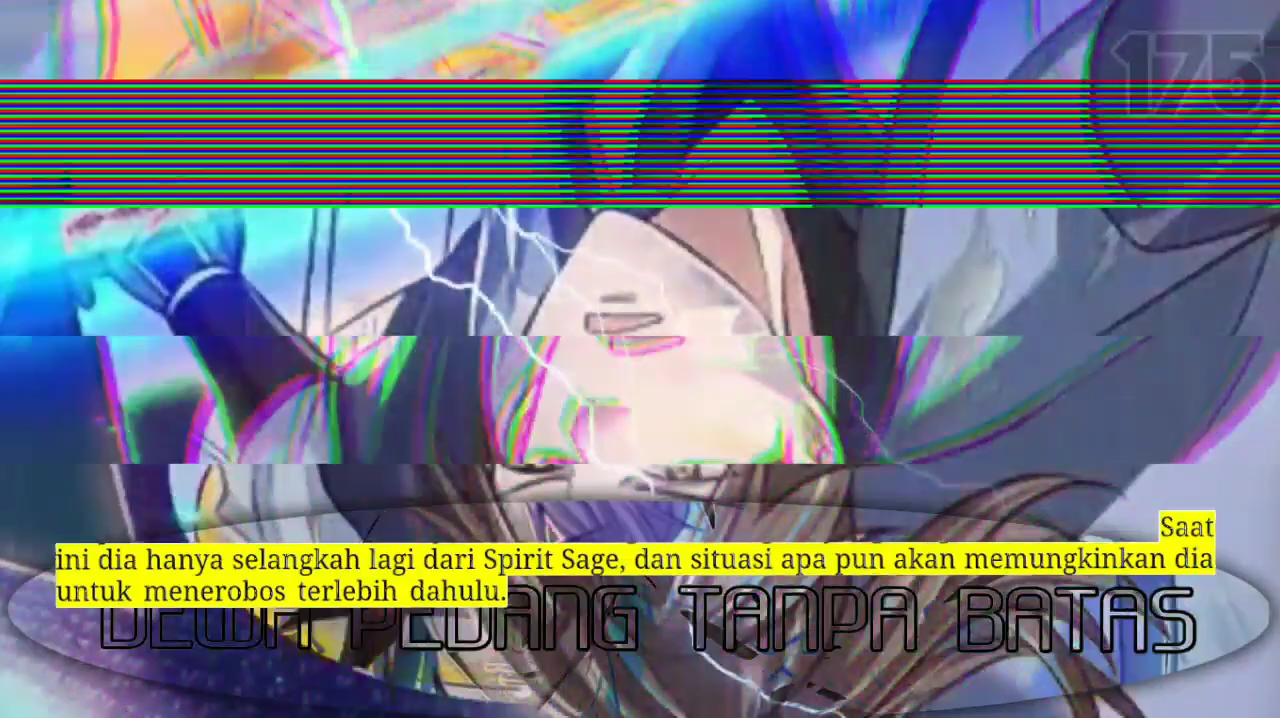 175
Saat
ini dia hanya selangkah lagi dari Spirit Sage, dan situasi apa pun akan memungkinkan dia
untuk menerobos terlebih dahulu.
DEWA PEDANG TANPA BATAS